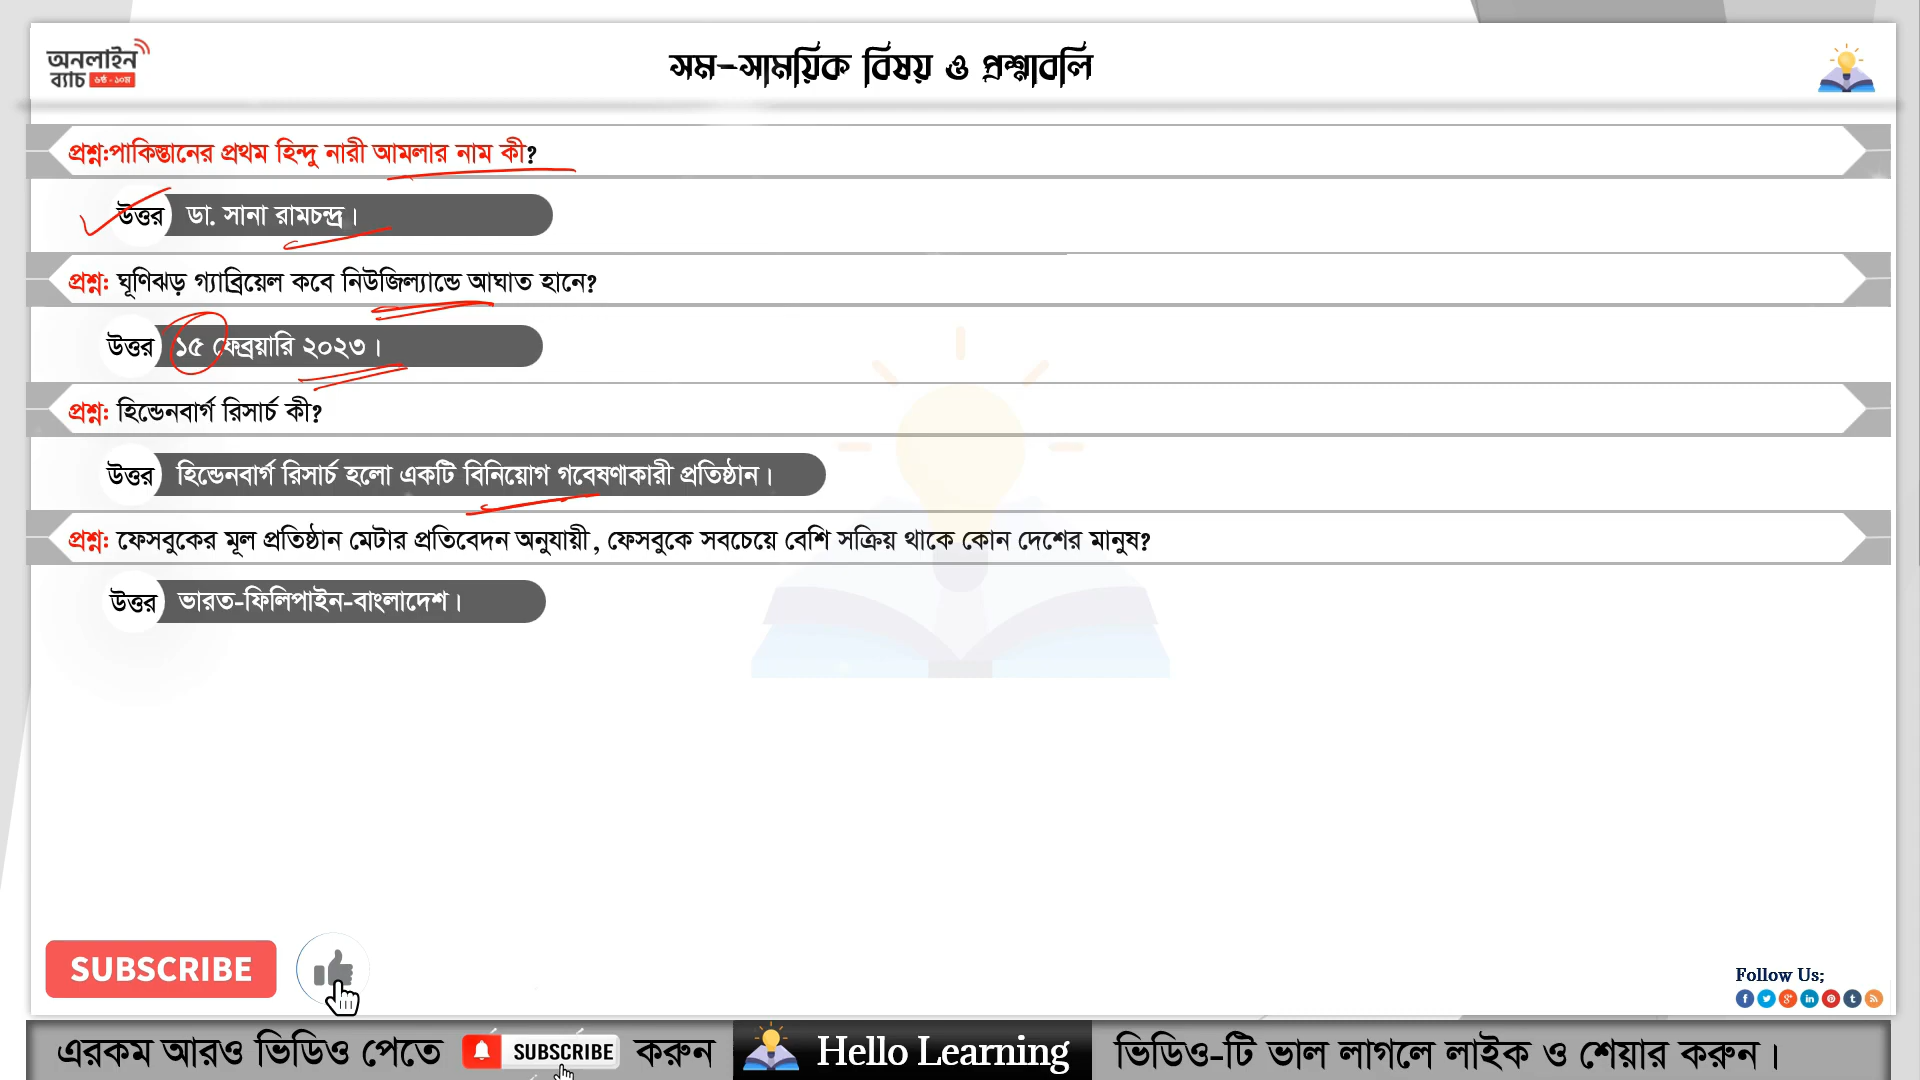 অনলাইন
ব্যাচ ৬ষ্ঠ - ১০ম
সম-সাময়িক বিষয় ও প্রশ্নাবলি
প্রশ্ন:পাকিস্তানের প্রথম হিন্দু নারী আমলার নাম কী?
উত্তর ডা. সানা রামচন্দ্র।
প্রশ্ন: ঘূণিঝড় গ্যাব্রিয়েল কবে নিউজিল্যান্ডে আঘাত হানে?
উত্তর ১৫ ফেব্রয়ারি ২০২৩।
প্রশ্ন: হিন্ডেনবার্গ রিসার্চ কী?
উত্তর হিন্ডেনবার্গ রিসার্চ হলো একটি বিনিয়োগ গবেষণাকারী প্রতিষ্ঠান।
প্রশ্ন: ফেসবুকের মূল প্রতিষ্ঠান মেটার প্রতিবেদন অনুযায়ী, ফেসবুকে সবচেয়ে বেশি সক্রিয় থাকে কোন দেশের মানুষ?
উত্তর ভারত-ফিলিপাইন-বাংলাদেশ।
SUBSCRIBE
Follow Us;
এরকম আরও ভিডিও পেতে SUBSCRIBE করুন Hello Learning ভিডিও-টি ভাল লাগলে লাইক ও শেয়ার করুন।